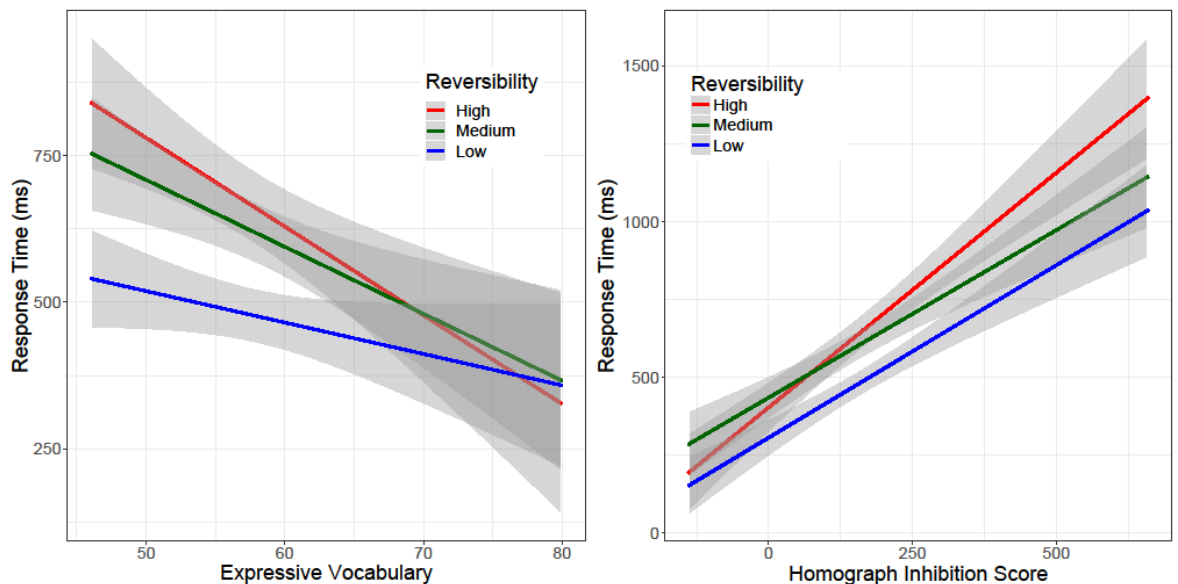 Response Time (ms)
750
500
250
50
60
70
80
Expressive Vocabulary
Reversibility
High
Medium
Low
Response Time (ms)
1500
1000
500
0
0
250
500
Homograph Inhibition Score
Reversibility
High
Medium
Low